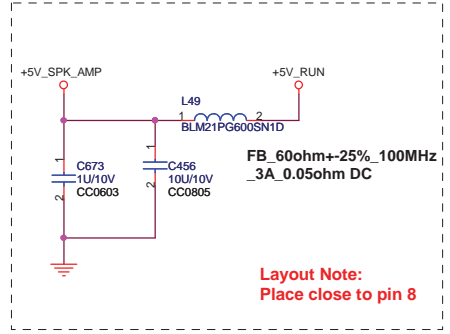 +5V_SPK_AMP
+5V_RUN
L49
1
2
BLM21PG600SN1D
FB_60ohm+-25%_100MHz
_3A_0.05ohm DC
1
C673
1U/10V
CC0603
2
1
C456
10U/10V
CC0805
2
Layout Note:
Place close to pin 8